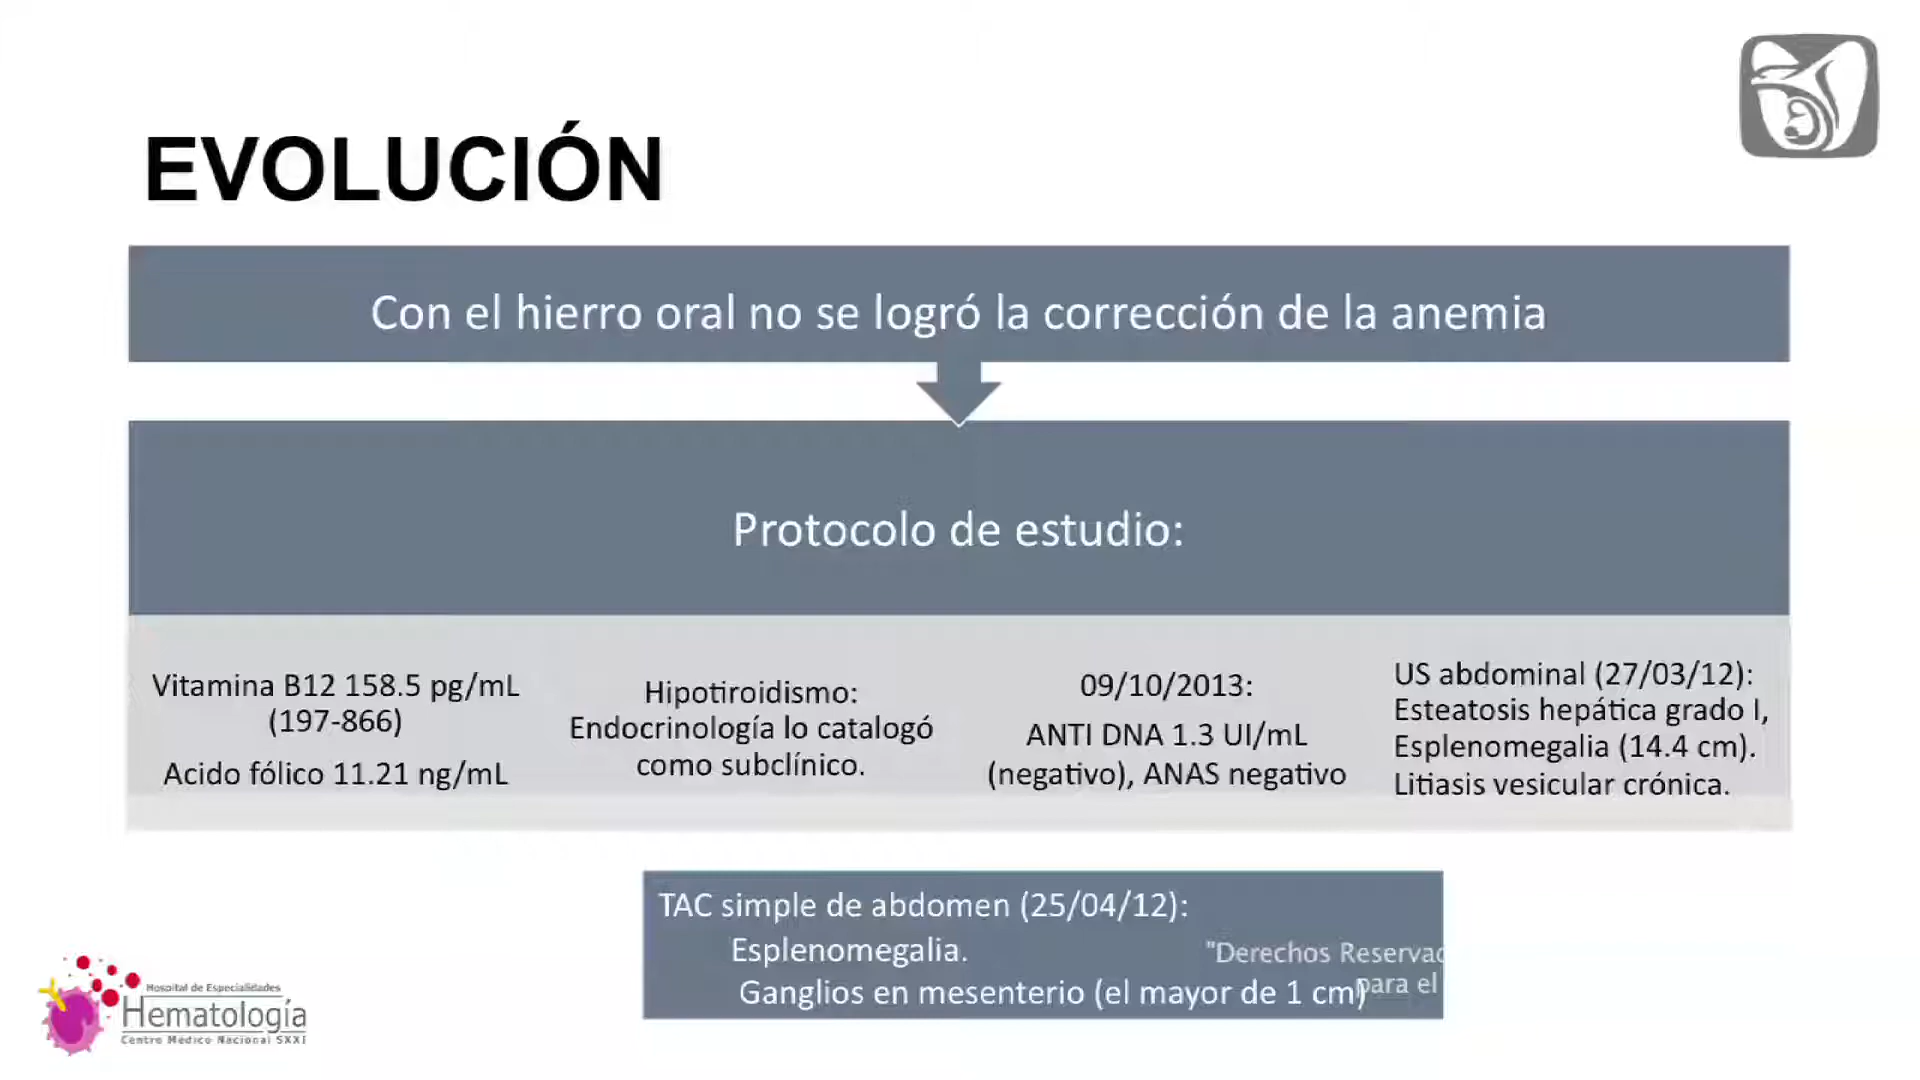 EVOLUCIÓN
Con el hierro oral no se logró la corrección de la anemia
Protocolo de estudio:
Vitamina B12 158.5 pg/mL
(197-866)
Acido fólico 11.21 ng/mL
Hipotiroidismo:
Endocrinología lo catalogó
como subclínico.
09/10/2013:
ANTI DNA 1.3 UI/mL
(negativo), ANAS negativo
US abdominal (27/03/12):
Esteatosis hepática grado I,
Esplenomegalia (14.4 cm).
Litiasis vesicular crónica.
TAC simple de abdomen (25/04/12):
Esplenomegalia.
Ganglios en mesenterio (el mayor de 1 cm)
"Derechos Reservad
para el
Hospital de Especialidades
Hematología
Centro Médico Nacional SXXI